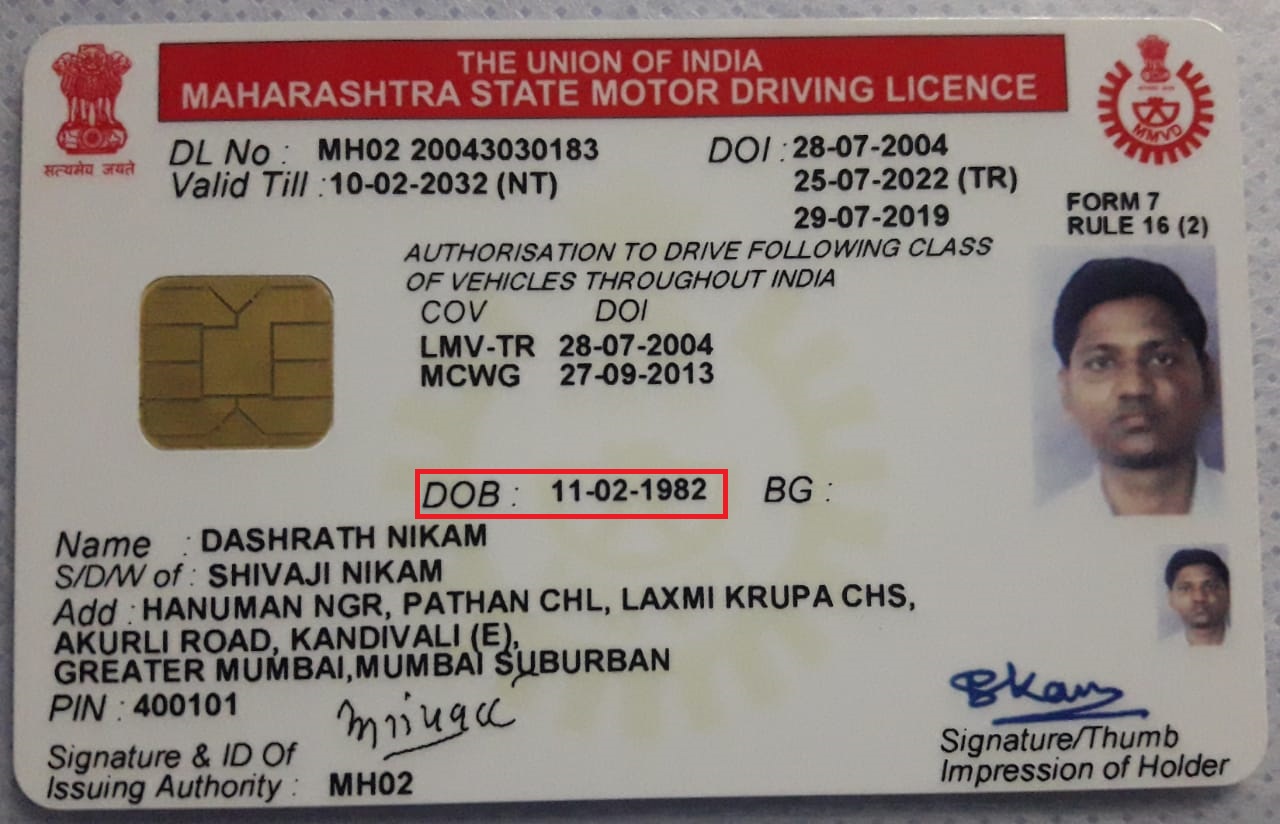 THE UNION OF INDIA
MAHARASHTRA STATE MOTOR DRIVING LICENCE
सत्यमेव जयते
MMVD
DL No : MH02 20043030183 DOI : 28-07-2004
Valid Till : 10-02-2032 (NT) 25-07-2022 (TR)
29-07-2019
FORM 7
RULE 16 (2)
AUTHORISATION TO DRIVE FOLLOWING CLASS
OF VEHICLES THROUGHOUT INDIA
COV DOI
LMV-TR 28-07-2004
MCWG 27-09-2013
DOB : 11-02-1982 BG :
Name : DASHRATH NIKAM
S/D/W of : SHIVAJI NIKAM
Add : HANUMAN NGR, PATHAN CHL, LAXMI KRUPA CHS,
AKURLI ROAD, KANDIVALI (E),
GREATER MUMBAI,MUMBAI SUBURBAN
PIN : 400101
Signature & ID Of
Issuing Authority : MH02
Signature/Thumb
Impression of Holder